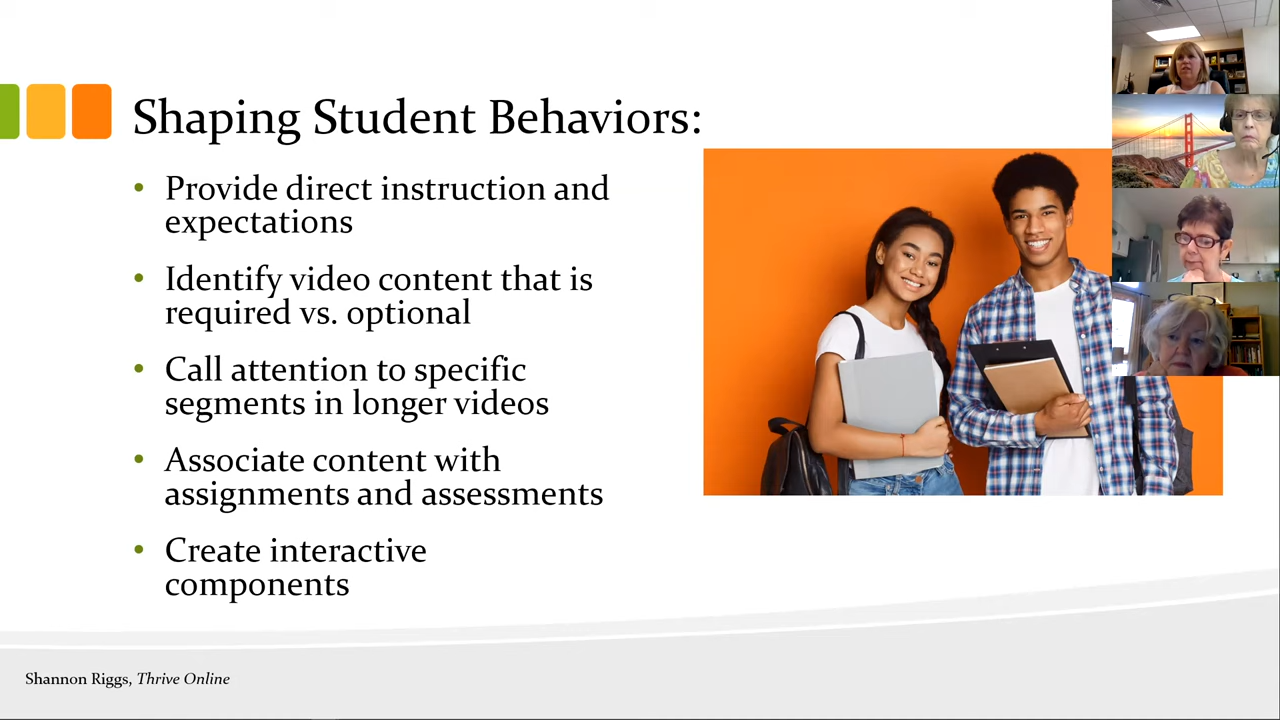 Shaping Student Behaviors:
• Provide direct instruction and
expectations
• Identify video content that is
required vs. optional
• Call attention to specific
segments in longer videos
• Associate content with
assignments and assessments
• Create interactive
components
Shannon Riggs, Thrive Online